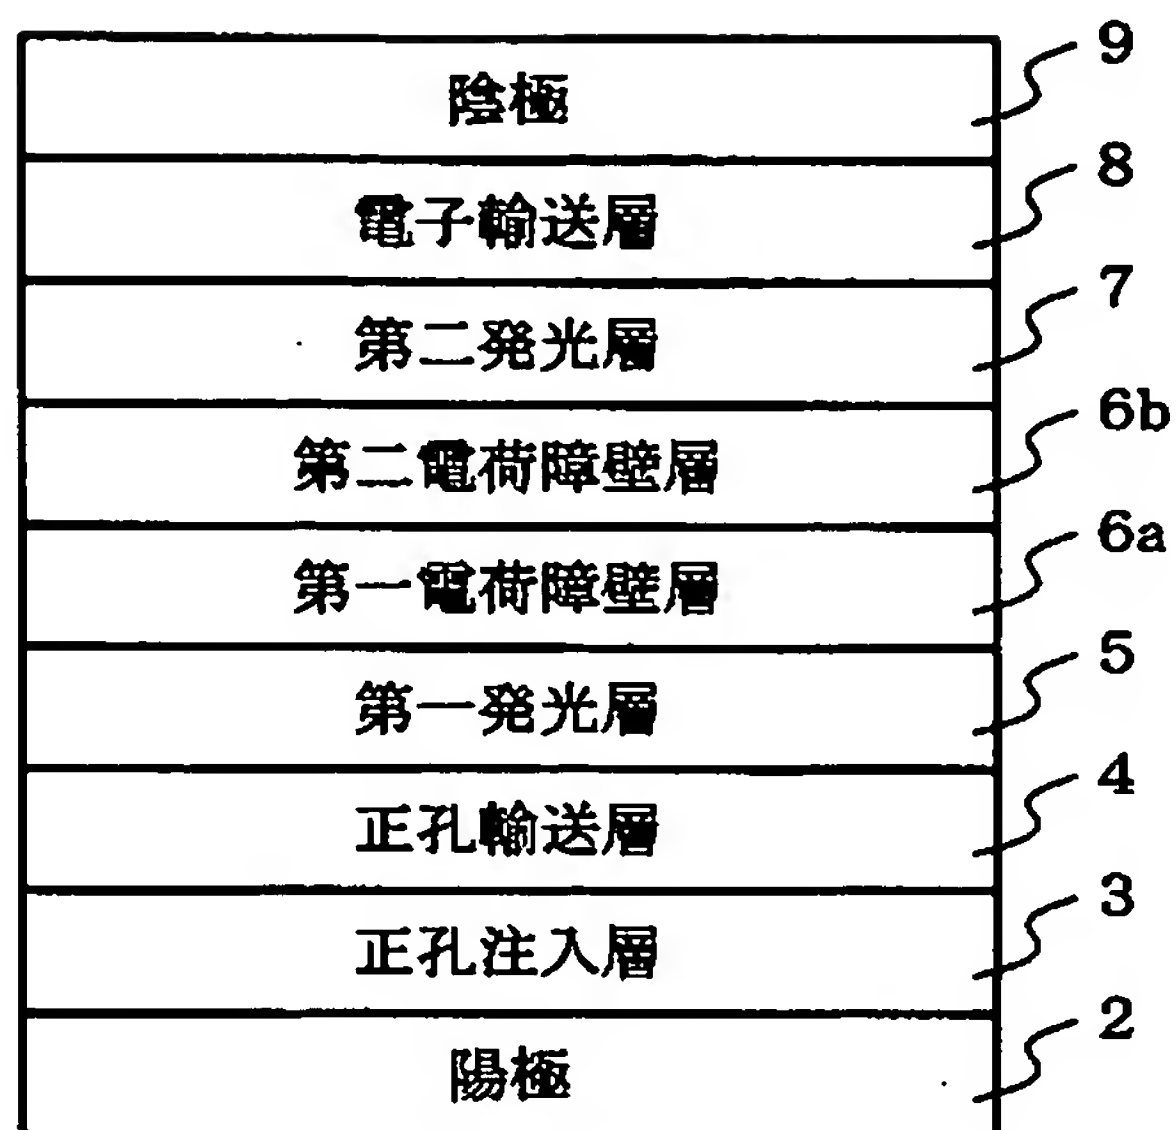 陰極 9
電子輸送層 8
第二発光層 7
第二電荷障壁層 6b
第一電荷障壁層 6a
第一発光層 5
正孔輸送層 4
正孔注入層 3
陽極 2